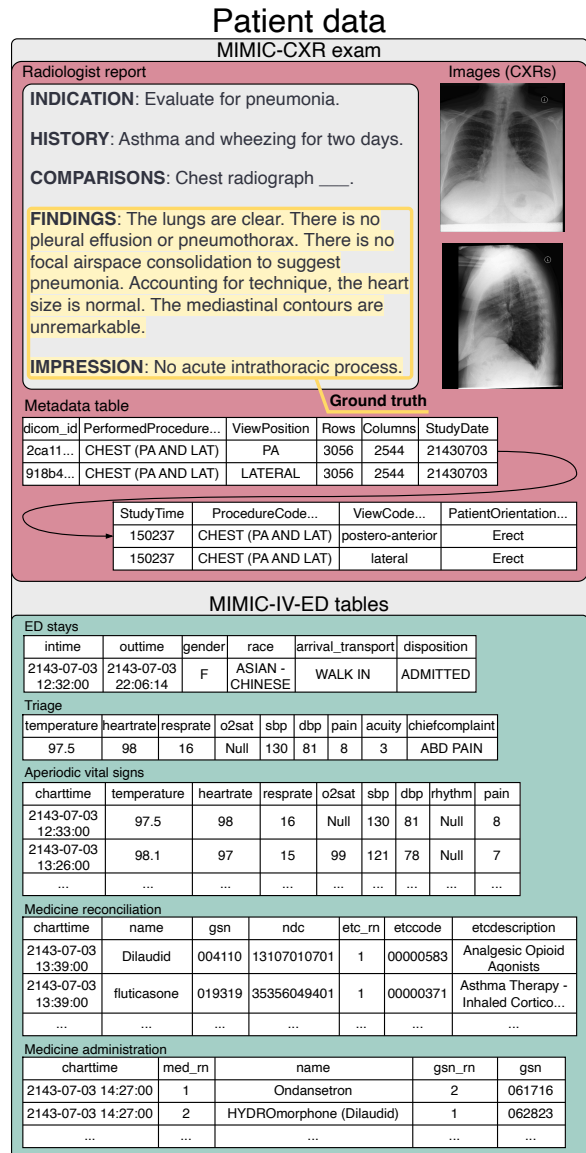 Patient data
MIMIC-CXR exam
Radiologist report
Images (CXRs)
INDICATION: Evaluate for pneumonia.
HISTORY: Asthma and wheezing for two days.
COMPARISONS: Chest radiograph ___.
FINDINGS: The lungs are clear. There is no
pleural effusion or pneumothorax. There is no
focal airspace consolidation to suggest
pneumonia. Accounting for technique, the heart
size is normal. The mediastinal contours are
unremarkable.
IMPRESSION: No acute intrathoracic process.
Ground truth
Metadata table
dicom_id PerformedProcedure... ViewPosition Rows Columns StudyDate
2ca11... CHEST (PA AND LAT) PA 3056 2544 21430703
918b4... CHEST (PA AND LAT) LATERAL 3056 2544 21430703
StudyTime ProcedureCode... ViewCode... PatientOrientation...
150237 CHEST (PA AND LAT) postero-anterior Erect
150237 CHEST (PA AND LAT) lateral Erect
MIMIC-IV-ED tables
ED stays
intime outtime gender race arrival_transport disposition
2143-07-03 2143-07-03 F ASIAN - WALK IN ADMITTED
12:32:00 22:06:14 CHINESE
Triage
temperature heartrate resprate o2sat sbp dbp pain acuity chiefcomplaint
97.5 98 16 Null 130 81 8 3 ABD PAIN
Aperiodic vital signs
charttime temperature heartrate resprate o2sat sbp dbp rhythm pain
2143-07-03 97.5 98 16 Null 130 81 Null 8
12:33:00
2143-07-03 98.1 97 15 99 121 78 Null 7
13:26:00
... ... ... ... ... ... ... ... ...
Medicine reconciliation
charttime name gsn ndc etc_rn etccode etcdescription
2143-07-03 Dilaudid 004110 13107010701 1 00000583 Analgesic Opioid
13:39:00 Agonists
2143-07-03 fluticasone 019319 35356049401 1 00000371 Asthma Therapy -
13:39:00 Inhaled Cortico...
... ... ... ... ... ... ...
Medicine administration
charttime med_rn name gsn_rn gsn
2143-07-03 14:27:00 1 Ondansetron 2 061716
2143-07-03 14:27:00 2 HYDROmorphone (Dilaudid) 1 062823
... ... ... ... ...